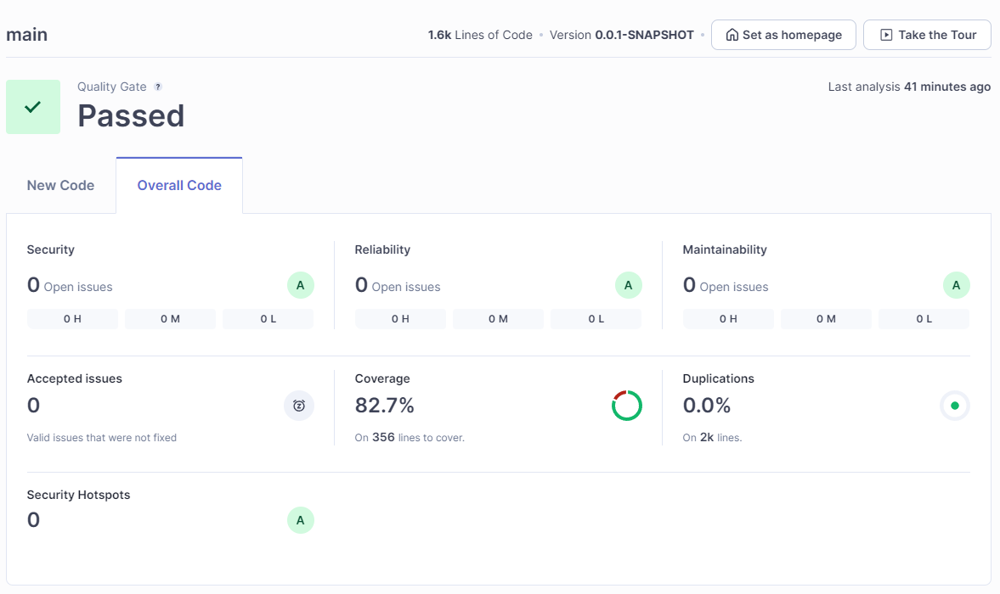 main
1.6k Lines of Code • Version 0.0.1-SNAPSHOT • Set as homepage Take the Tour
Quality Gate ?
Last analysis 41 minutes ago
Passed
New Code Overall Code
Security
0 Open issues A
0 H 0 M 0 L
Reliability
0 Open issues A
0 H 0 M 0 L
Maintainability
0 Open issues A
0 H 0 M 0 L
Accepted issues
0
Valid issues that were not fixed
Coverage
82.7%
On 356 lines to cover.
Duplications
0.0%
On 2k lines.
Security Hotspots
0 A